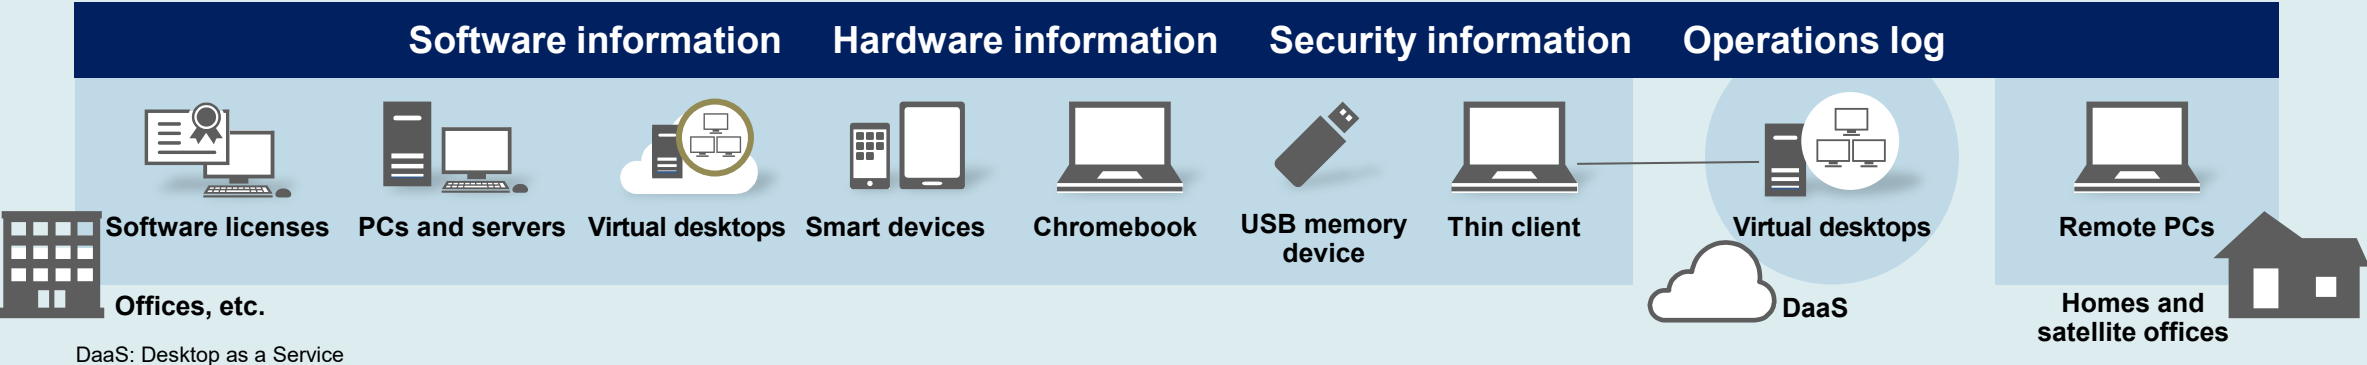 Software information Hardware information Security information Operations log
Software licenses
PCs and servers
Virtual desktops
Smart devices
Chromebook
USB memory
device
Thin client
Virtual desktops
Remote PCs
Offices, etc.
DaaS
Homes and
satellite offices
DaaS: Desktop as a Service